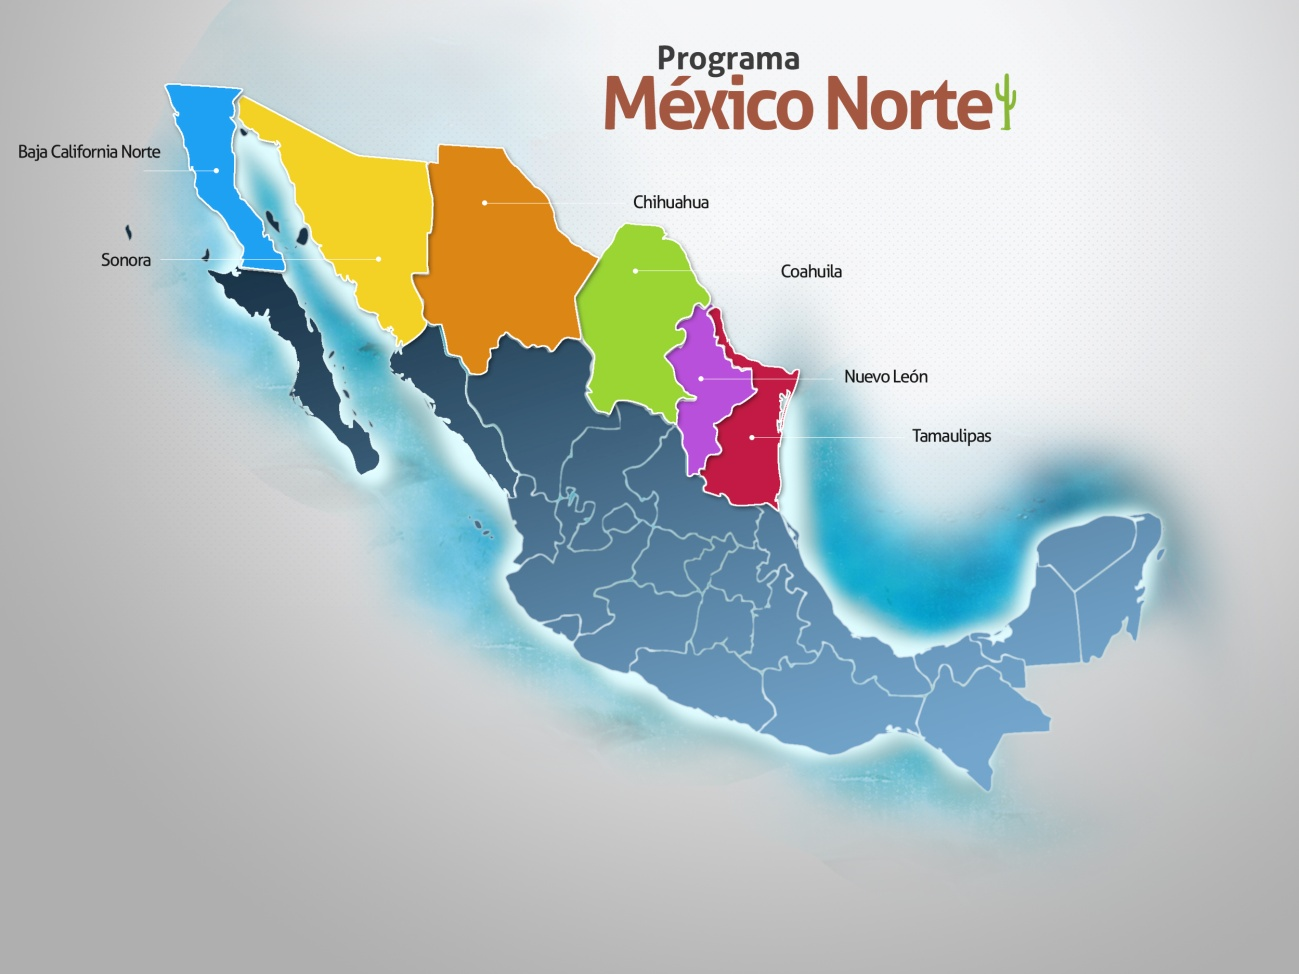 Programa
México Norte
Baja California Norte
Chihuahua
Sonora
Coahuila
Nuevo León
Tamaulipas